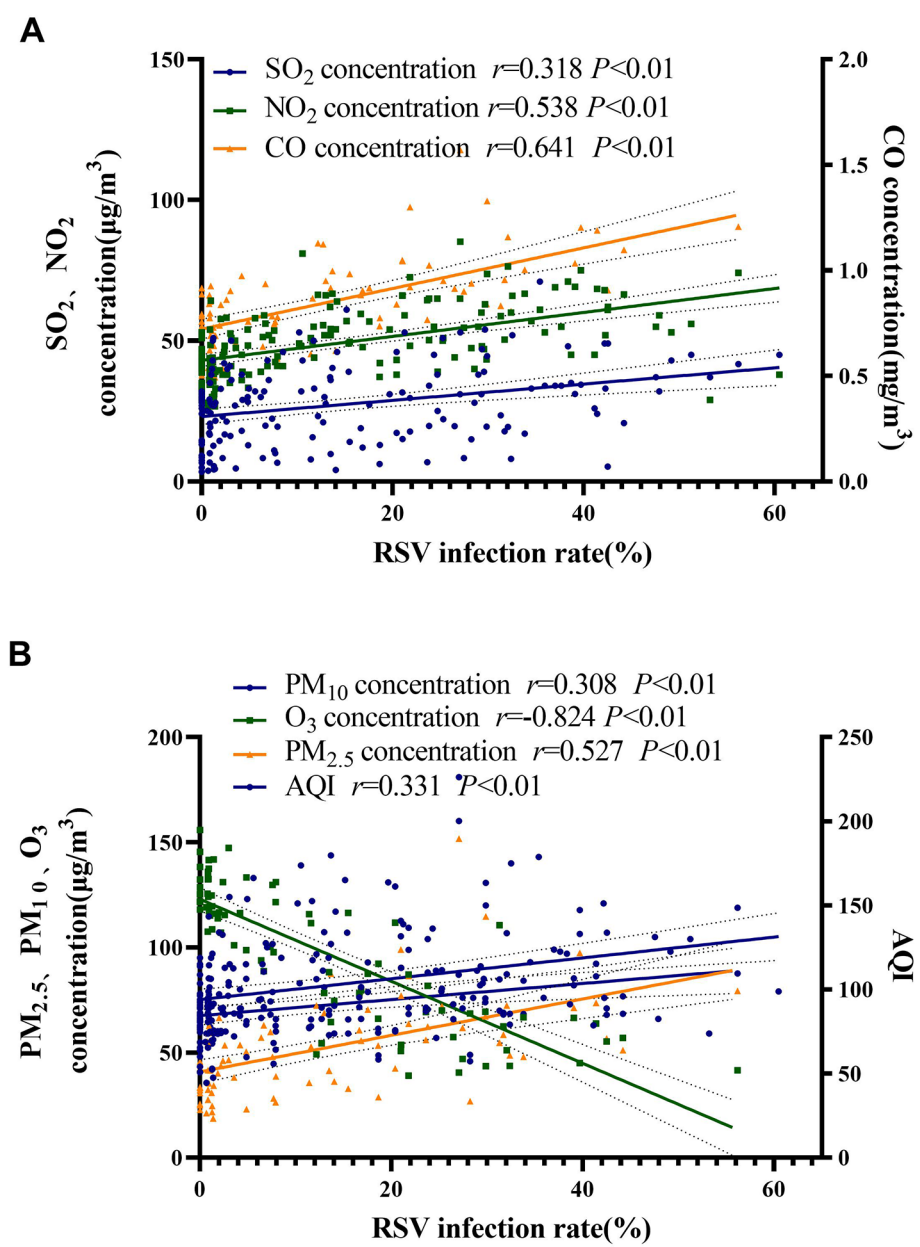 A
SO2 concentration r=0.318 P<0.01
NO2 concentration r=0.538 P<0.01
CO concentration r=0.641 P<0.01
150
100
50
0
2.0
1.5
1.0
0.5
0.0
SO2、 NO2
concentration(μg/m3)
CO concentration(mg/m3)
0 20 40 60
RSV infection rate(%)
B
PM10 concentration r=0.308 P<0.01
O3 concentration r=-0.824 P<0.01
PM2.5 concentration r=0.527 P<0.01
AQI r=0.331 P<0.01
200
150
100
50
0
250
200
150
100
50
0
PM2.5、 PM10、O3
concentration(μg/m3)
AQI
0 20 40 60
RSV infection rate(%)